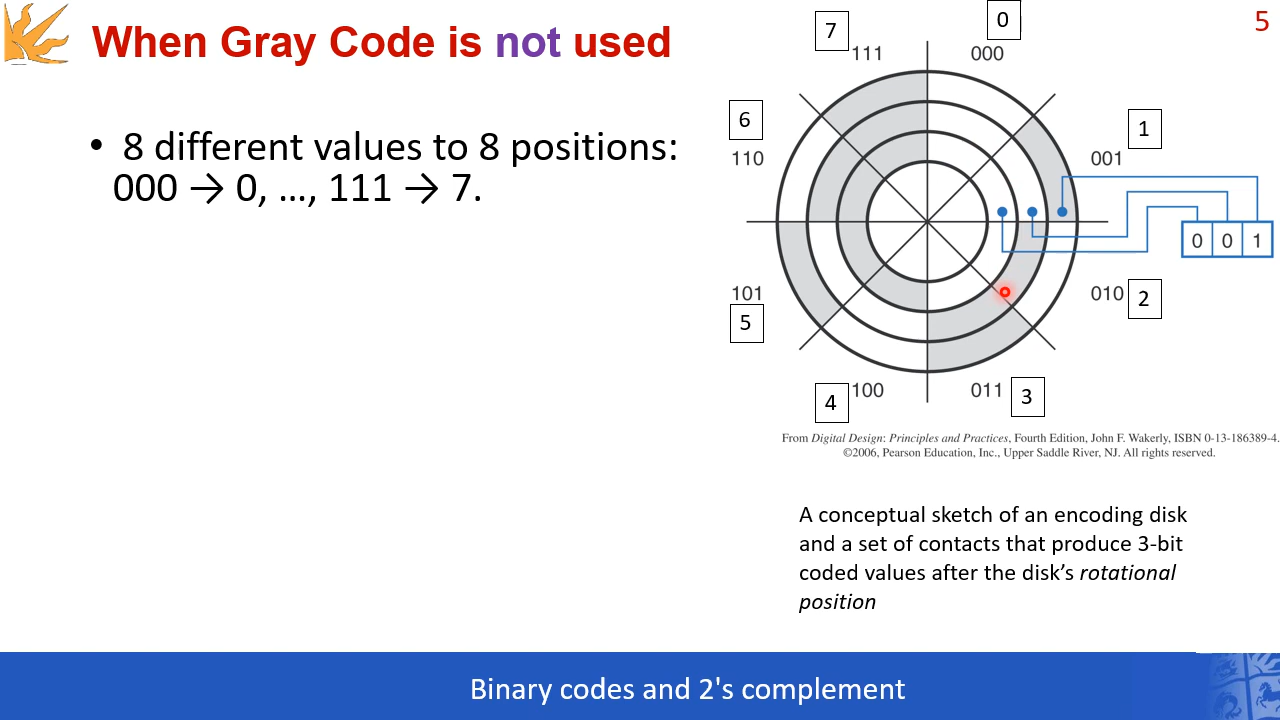 When Gray Code is not used
5
• 8 different values to 8 positions:
000 → 0, ..., 111 → 7.
7
0
111
000
6
1
110
001
0 0 1
101
010
5
2
4
100
011
3
From Digital Design: Principles and Practices, Fourth Edition, John F. Wakerly, ISBN 0-13-186389-4.
©2006, Pearson Education, Inc., Upper Saddle River, NJ. All rights reserved.
A conceptual sketch of an encoding disk
and a set of contacts that produce 3-bit
coded values after the disk’s rotational
position
Binary codes and 2's complement